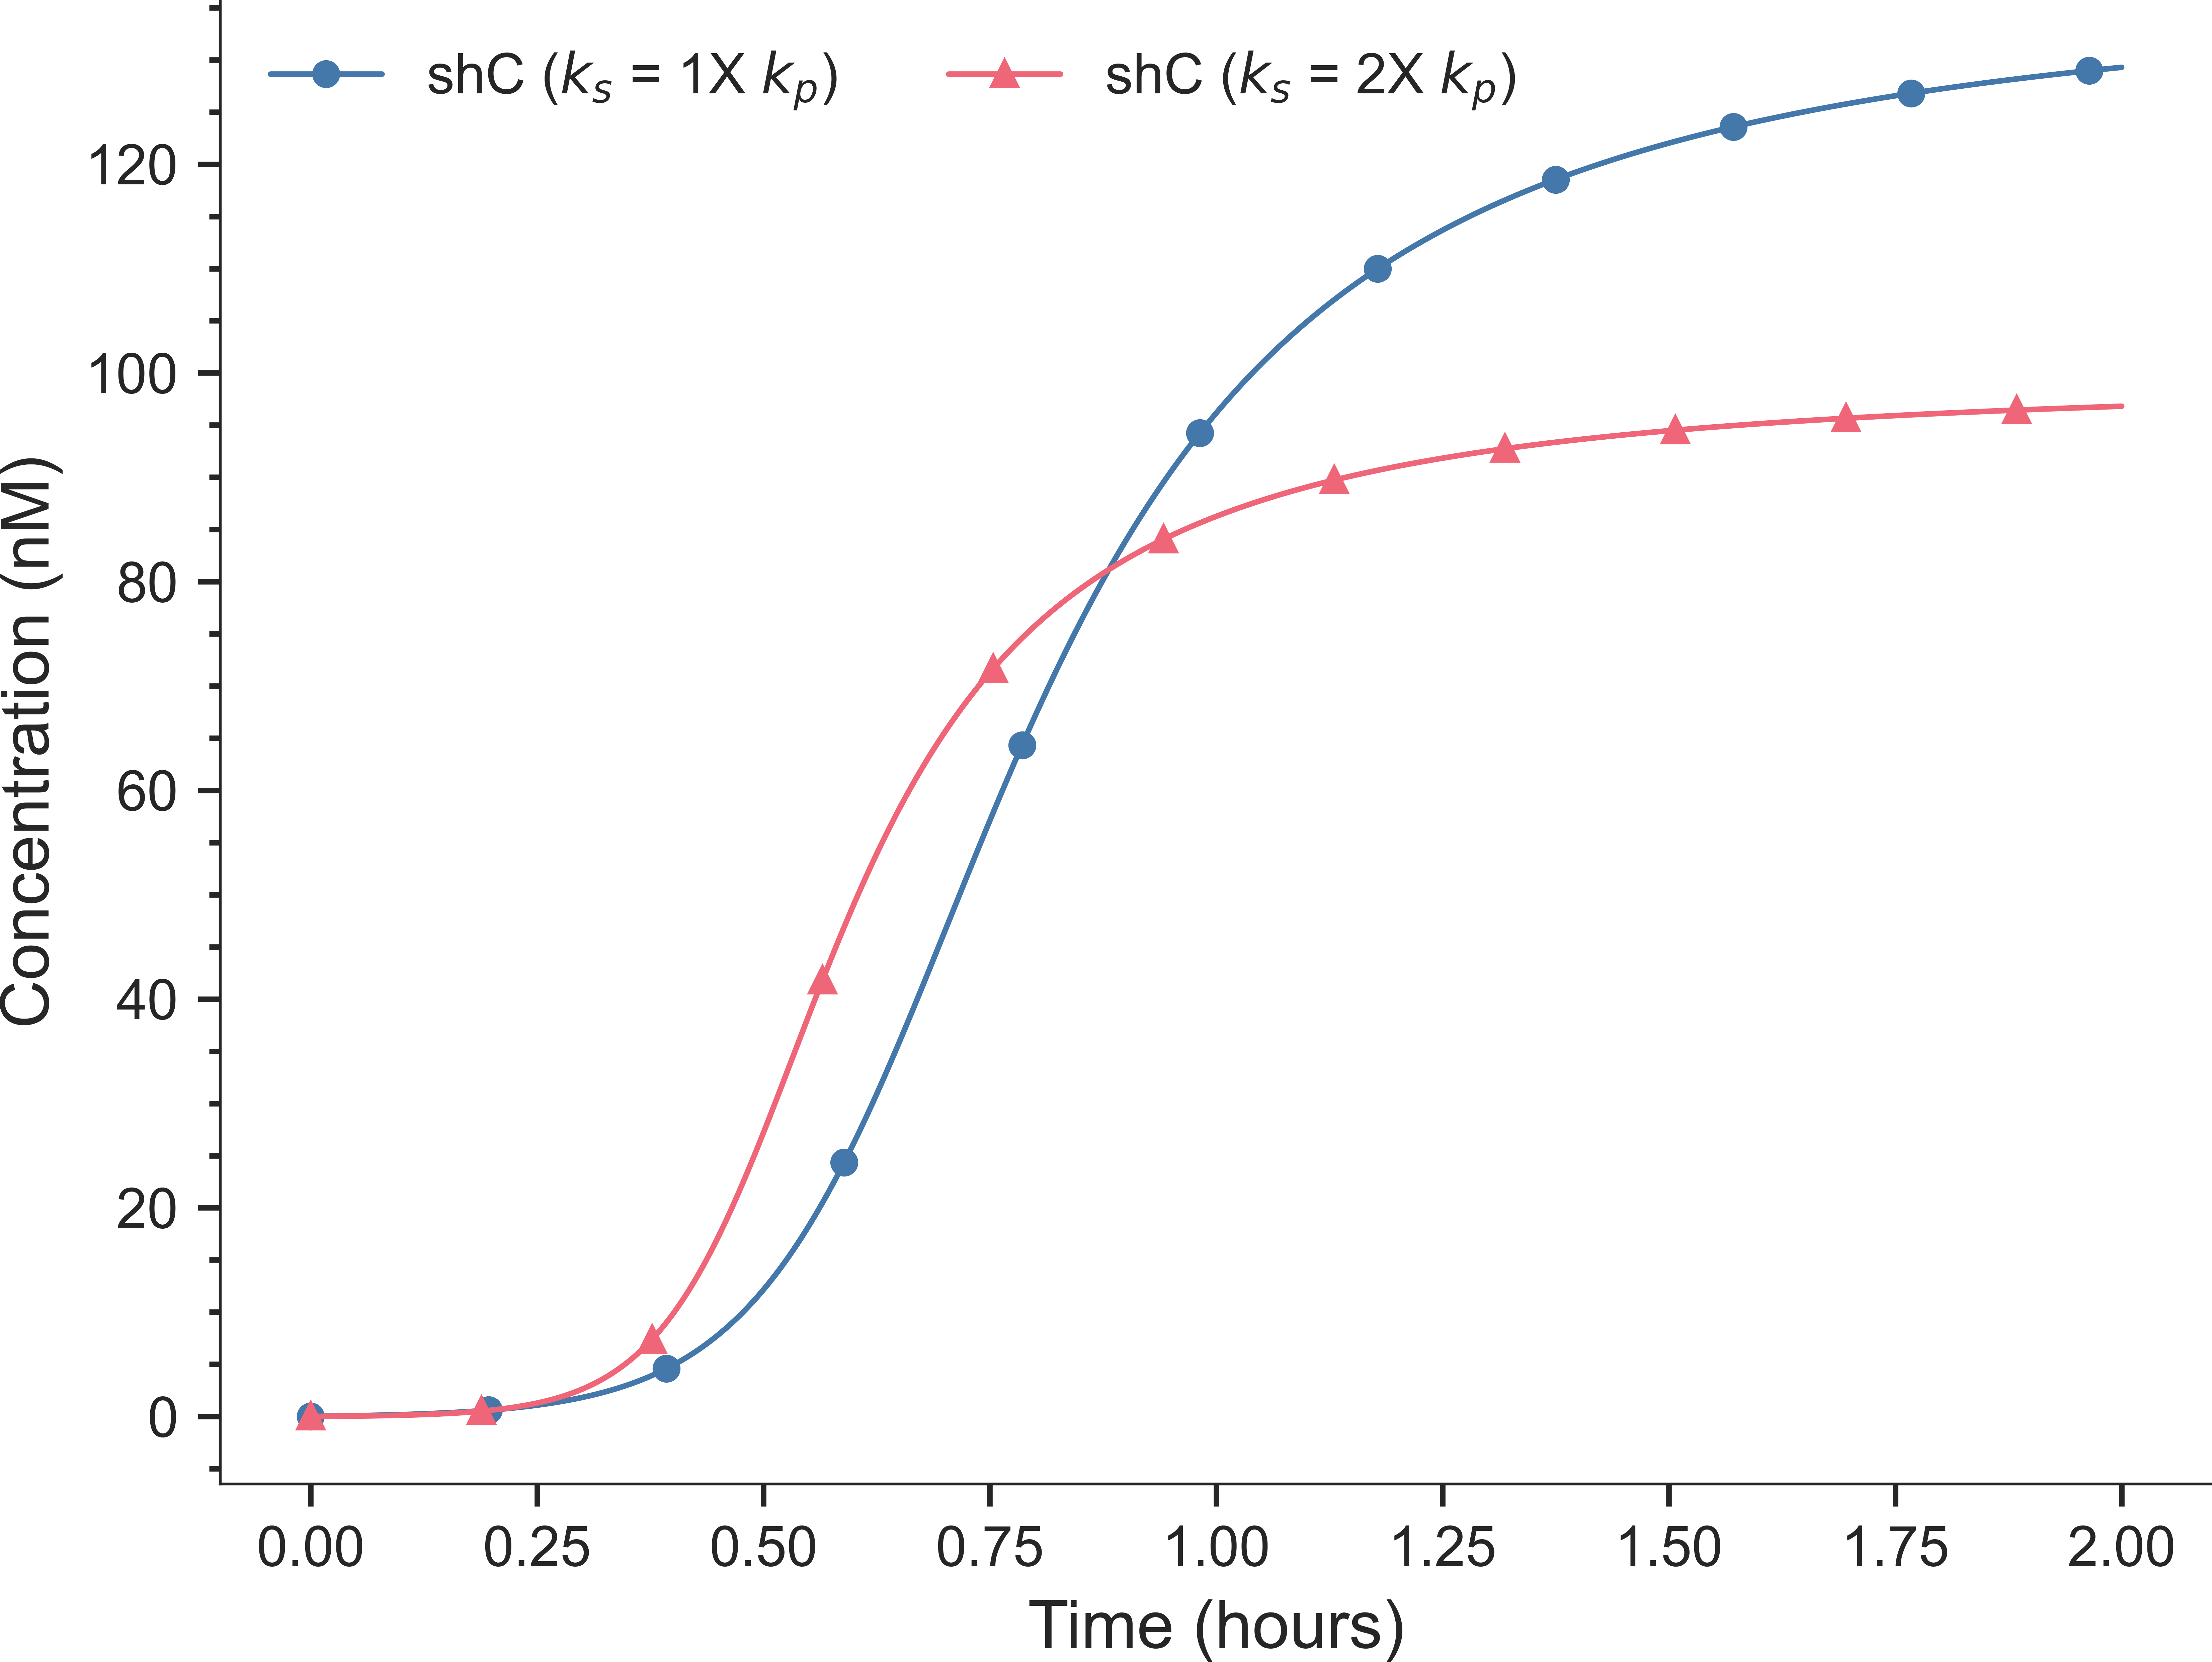 shC (ks = 1X kp)
shC (ks = 2X kp)
Concentration (nM)
120
100
80
60
40
20
0
0.00 0.25 0.50 0.75 1.00 1.25 1.50 1.75 2.00
Time (hours)